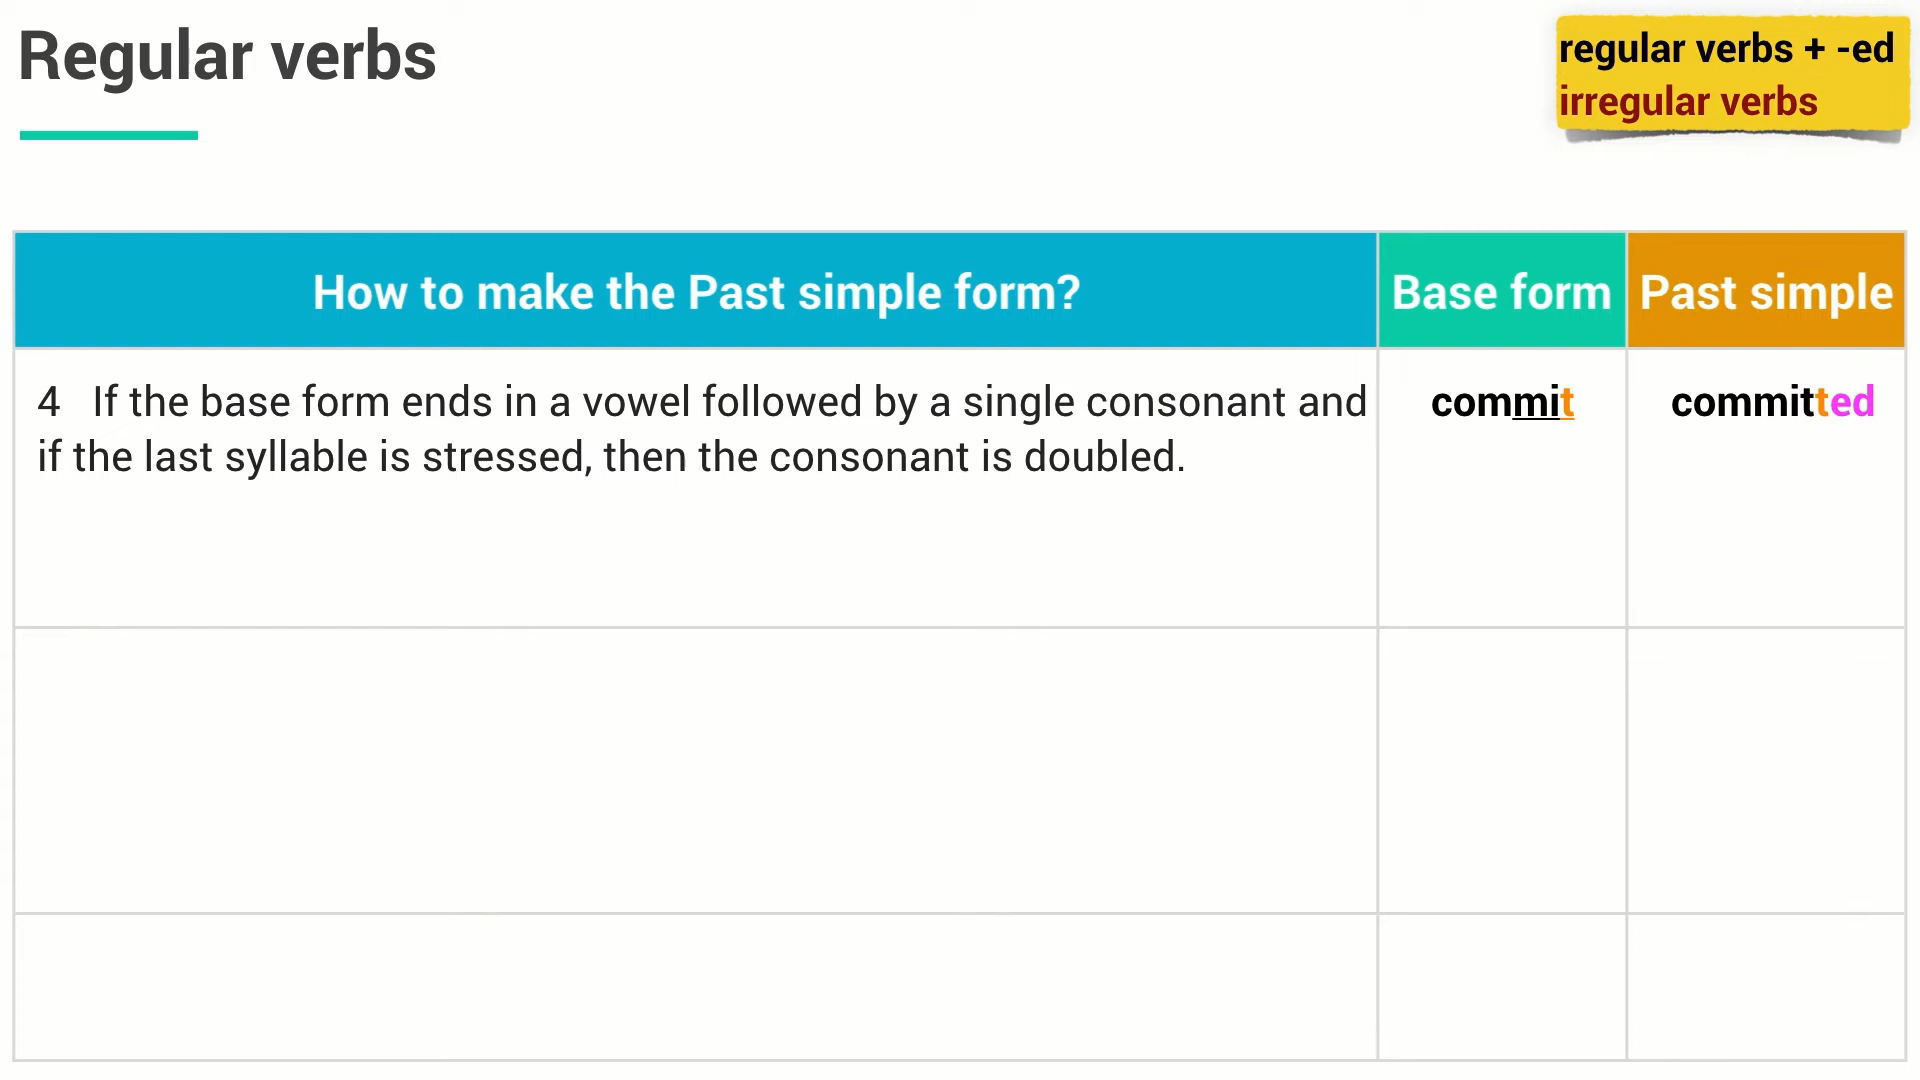 Regular verbs
regular verbs + -ed
irregular verbs
How to make the Past simple form?
Base form
Past simple
4 If the base form ends in a vowel followed by a single consonant and
if the last syllable is stressed, then the consonant is doubled.
commit
committed